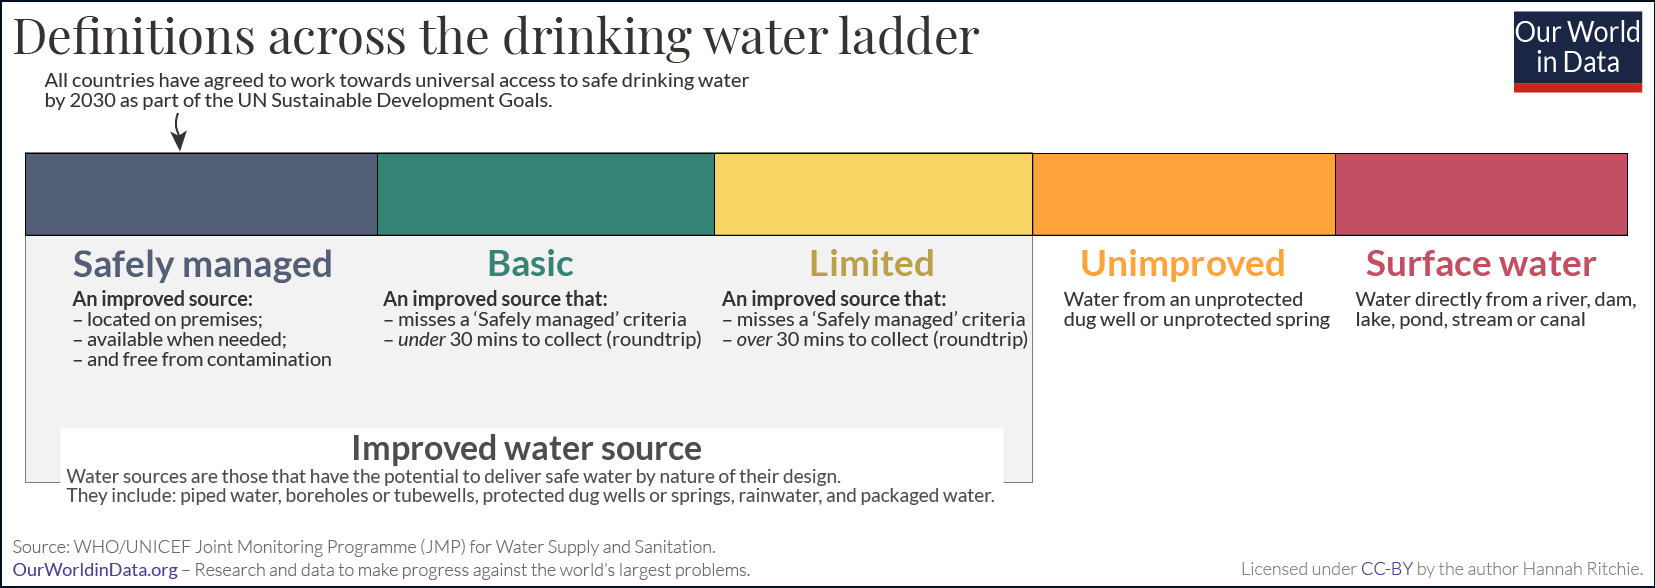 Definitions across the drinking water ladder
Our World
in Data
All countries have agreed to work towards universal access to safe drinking water
by 2030 as part of the UN Sustainable Development Goals.
Safely managed
An improved source:
– located on premises;
– available when needed;
– and free from contamination
Basic
An improved source that:
– misses a ‘Safely managed’ criteria
– under 30 mins to collect (roundtrip)
Limited
An improved source that:
– misses a ‘Safely managed’ criteria
– over 30 mins to collect (roundtrip)
Unimproved
Water from an unprotected
dug well or unprotected spring
Surface water
Water directly from a river, dam,
lake, pond, stream or canal
Improved water source
Water sources are those that have the potential to deliver safe water by nature of their design.
They include: piped water, boreholes or tubewells, protected dug wells or springs, rainwater, and packaged water.
Source: WHO/UNICEF Joint Monitoring Programme (JMP) for Water Supply and Sanitation.
OurWorldinData.org – Research and data to make progress against the world’s largest problems.
Licensed under CC-BY by the author Hannah Ritchie.